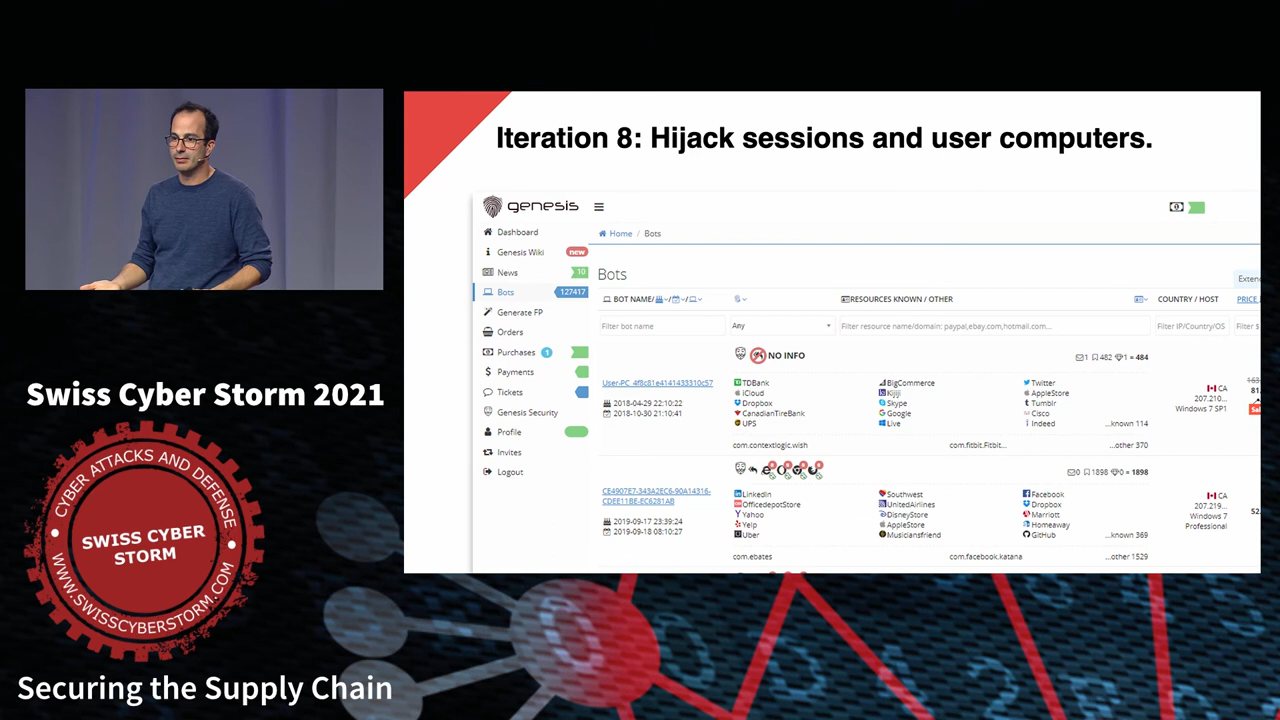 Iteration 8: Hijack sessions and user computers.
genesis
Dashboard
Genesis Wiki new
News 10
Bots 127417
Generate FP
Orders
Purchases 1
Payments
Tickets
Genesis Security
Profile
Invites
Logout
Home / Bots
Bots
Exten
BOT NAME/ / /
RESOURCES KNOWN / OTHER
COUNTRY / HOST
PRICE
Filter bot name
Any
Filter resource name/domain: paypal,ebay.com,hotmail.com...
Filter IP/Country/OS
Filter $
NO INFO
1 482 1 = 484
User-PC_4f8c81e4141433310c57
2018-04-29 22:10:22
2018-10-30 21:10:41
TDBank BigCommerce Twitter
iCloud Kijiji AppleStore
Dropbox Skype Tumblr
CanadianTireBank Google Cisco
UPS Live Indeed ...known 114
com.contextlogic.wish com.fitbit.Fitbit... ...other 370
CA
207.210...
Windows 7 SP1
0 1898 0 = 1898
CE4907E7-343A2EC6-90A14316-
CDEE11BE-EC6281AB
2019-09-17 23:39:24
2019-09-18 08:10:27
LinkedIn Southwest Facebook
OfficedepotStore UnitedAirlines Dropbox
Yahoo DisneyStore Marriott
Yelp AppleStore Homeaway
Uber Musiciansfriend GitHub ...known 369
com.ebates com.facebook.katana ...other 1529
CA
207.219...
Windows 7
Professional
52.
Swiss Cyber Storm 2021
CYBER ATTACKS AND DEFENSE
SWISS CYBER
STORM
WWW.SWISSCYBERSTORM.COM
Securing the Supply Chain